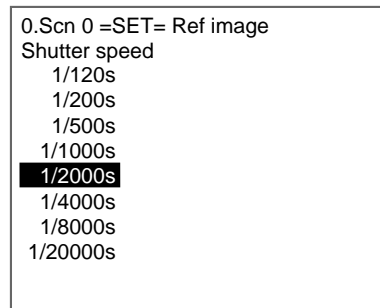 0.Scn 0 =SET= Ref image
Shutter speed
1/120s
1/200s
1/500s
1/1000s
1/2000s
1/4000s
1/8000s
1/20000s